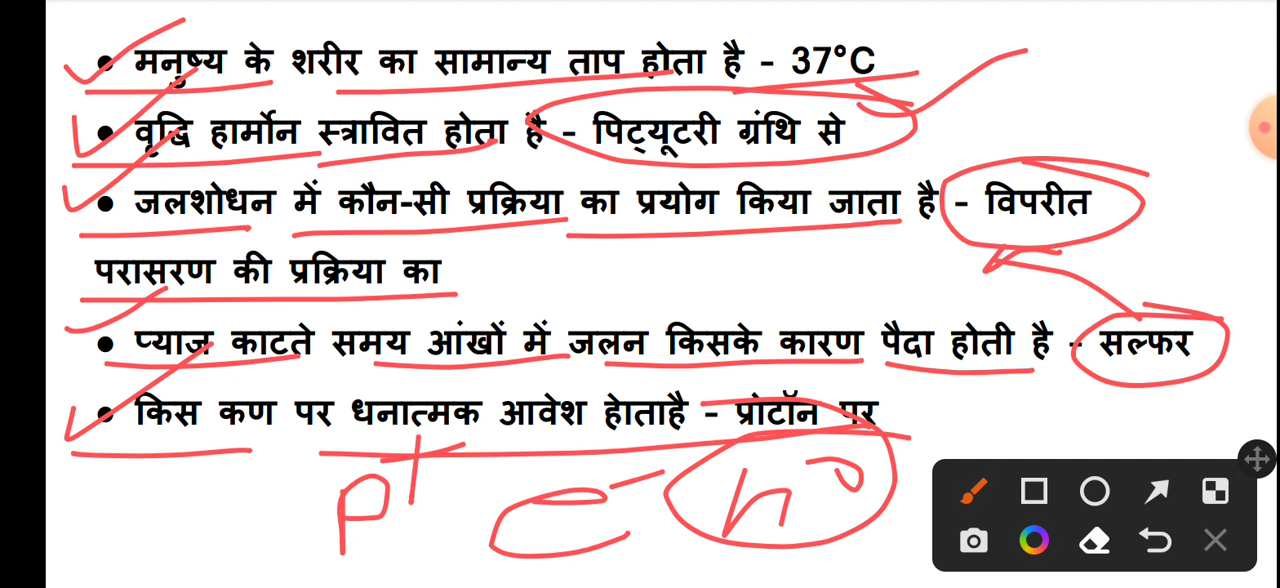 ● मनुष्य के शरीर का सामान्य ताप होता है - 37°C
● वृद्धि हार्मोन स्त्रावित होता है - पिट्यूटरी ग्रंथि से
● जलशोधन में कौन-सी प्रक्रिया का प्रयोग किया जाता है - विपरीत
परासरण की प्रक्रिया का
● प्याज काटते समय आंखों में जलन किसके कारण पैदा होती है - सल्फर
● किस कण पर धनात्मक आवेश हेाताहै - प्रोटॉन पर
p⁺ e⁻ n⁰